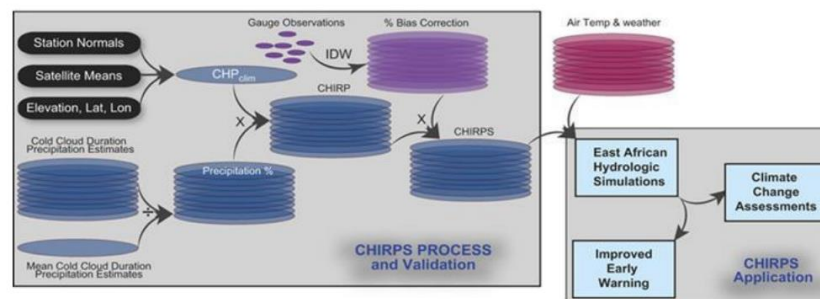 Gauge Observations
% Bias Correction
Air Temp & weather
Station Normals
IDW
Satellite Means
CHPclim
Elevation, Lat, Lon
CHIRP
X
X
CHIRPS
Cold Cloud Duration
Precipitation Estimates
Precipitation %
÷
Mean Cold Cloud Duration
Precipitation Estimates
CHIRPS PROCESS
and Validation
East African
Hydrologic
Simulations
Climate
Change
Assessments
Improved
Early
Warning
CHIRPS
Application